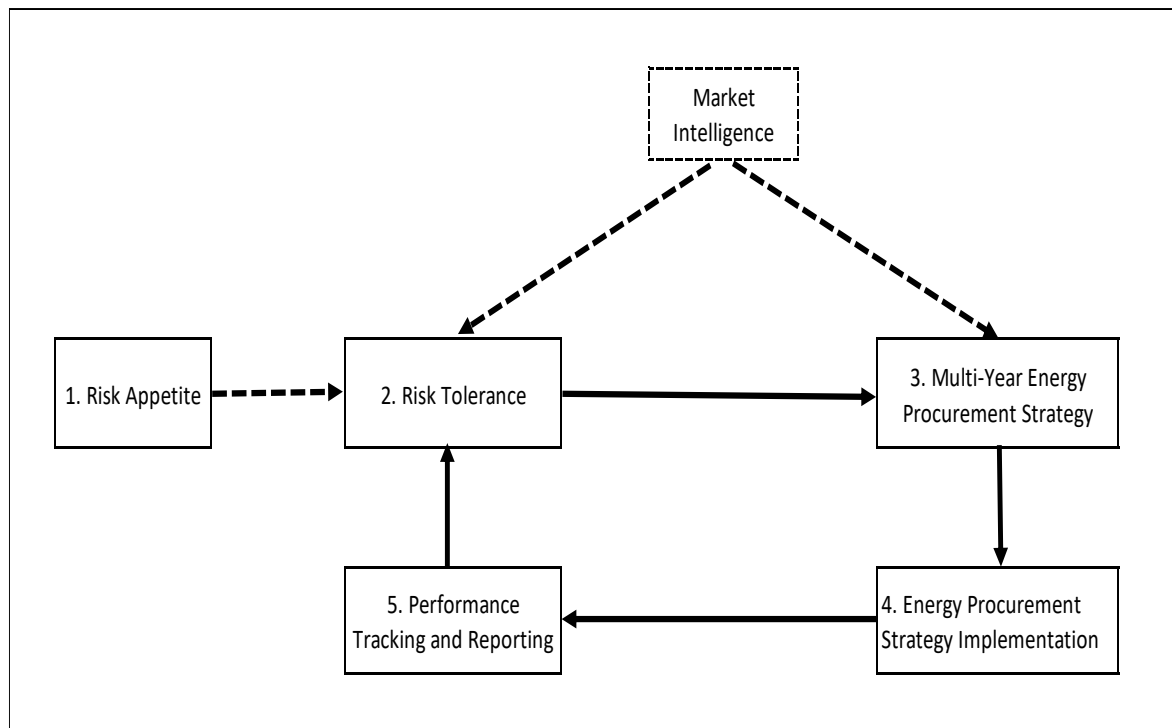 Market
Intelligence
1. Risk Appetite
2. Risk Tolerance
3. Multi-Year Energy
Procurement Strategy
5. Performance
Tracking and Reporting
4. Energy Procurement
Strategy Implementation